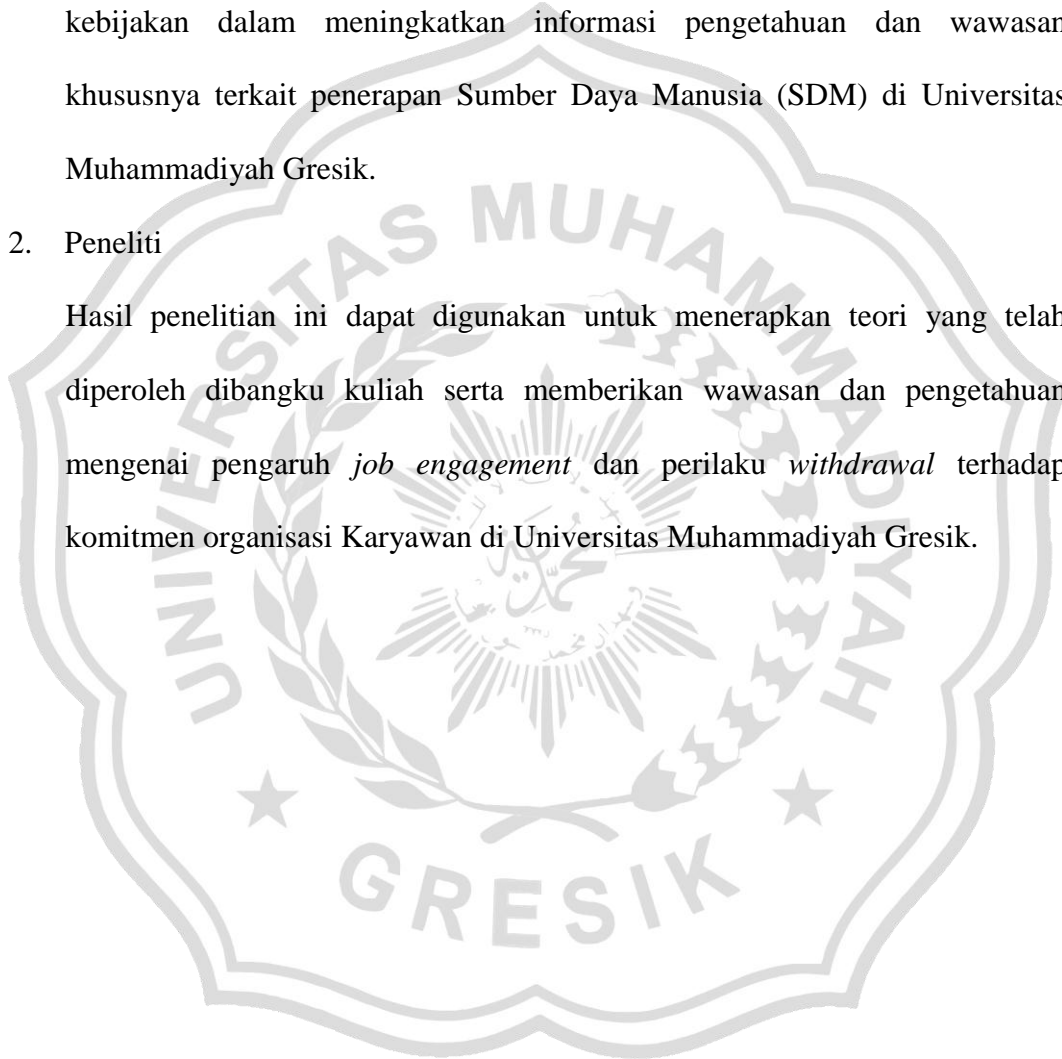 kebijakan dalam meningkatkan informasi pengetahuan dan wawasan
khususnya terkait penerapan Sumber Daya Manusia (SDM) di Universitas
Muhammadiyah Gresik.
2. Peneliti
Hasil penelitian ini dapat digunakan untuk menerapkan teori yang telah
diperoleh dibangku kuliah serta memberikan wawasan dan pengetahuan
mengenai pengaruh job engagement dan perilaku withdrawal terhadap
komitmen organisasi Karyawan di Universitas Muhammadiyah Gresik.
UNIVERSITAS MUHAMMADIYAH
GRESIK